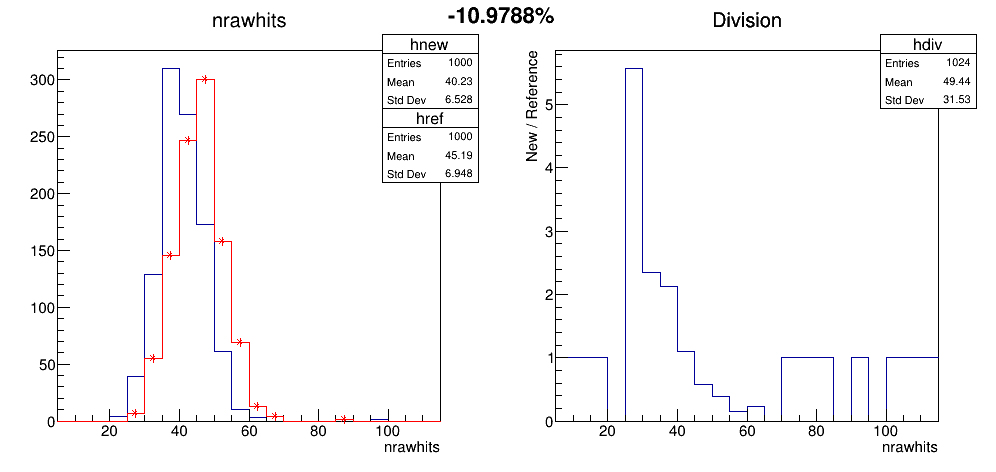 -10.9788%
nrawhits
hnew
Entries 1000
Mean 40.23
Std Dev 6.528
href
Entries 1000
Mean 45.19
Std Dev 6.948
300
250
200
150
100
50
0
20 40 60 80 100
nrawhits
Division
hdiv
Entries 1024
Mean 49.44
Std Dev 31.53
New / Reference
5
4
3
2
1
0
20 40 60 80 100
nrawhits